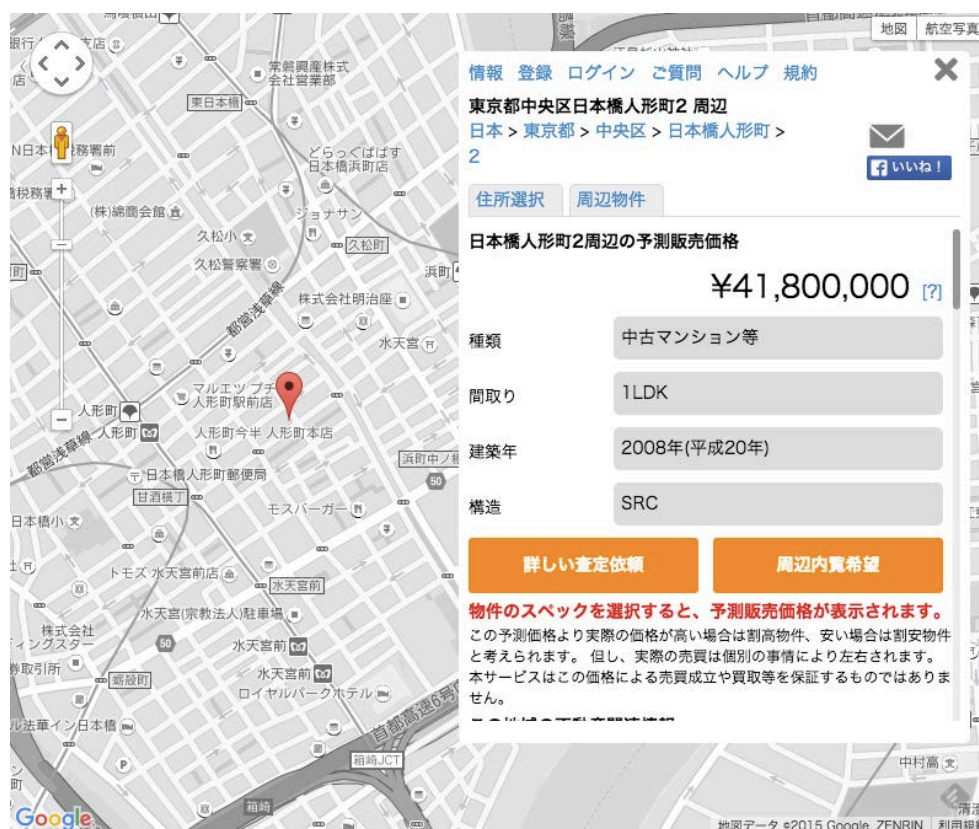 地図
航空写真
情報 登録 ログイン ご質問 ヘルプ 規約
東京都中央区日本橋人形町2 周辺
日本 > 東京都 > 中央区 > 日本橋人形町 >
2
いいね！
住所選択
周辺物件
日本橋人形町2周辺の予測販売価格
¥41,800,000 [?]
種類
中古マンション等
間取り
1LDK
建築年
2008年(平成20年)
構造
SRC
詳しい査定依頼
周辺内覧希望
物件のスペックを選択すると、予測販売価格が表示されます。
この予測価格より実際の価格が高い場合は割高物件、安い場合は割安物件
と考えられます。 但し、実際の売買は個別の事情により左右されます。
本サービスはこの価格による売買成立や買取等を保証するものではありま
せん。
常磐興産株式
会社営業部
東日本橋
どらっぐぱぱす
日本橋浜町店
(株)綿商会館
ジョナサン
久松小
久松町
久松警察署
浜町
株式会社明治座
都営浅草線
水天宮
マルエツ プチ
人形町駅前店
人形町
人形町
人形町今半 人形町本店
都営浅草線
浜町中ノ橋
日本橋人形町郵便局
50
甘酒横丁
モスバーガー
日本橋小
トモズ 水天宮前店
水天宮前
水天宮(宗教法人)駐車場
株式会社
50
水天宮前
水天宮前
蛎殻町
ロイヤルパークホテル
首都高速6号
箱崎JCT
箱崎
中村高
Google
地図データ ©2015 Google, ZENRIN